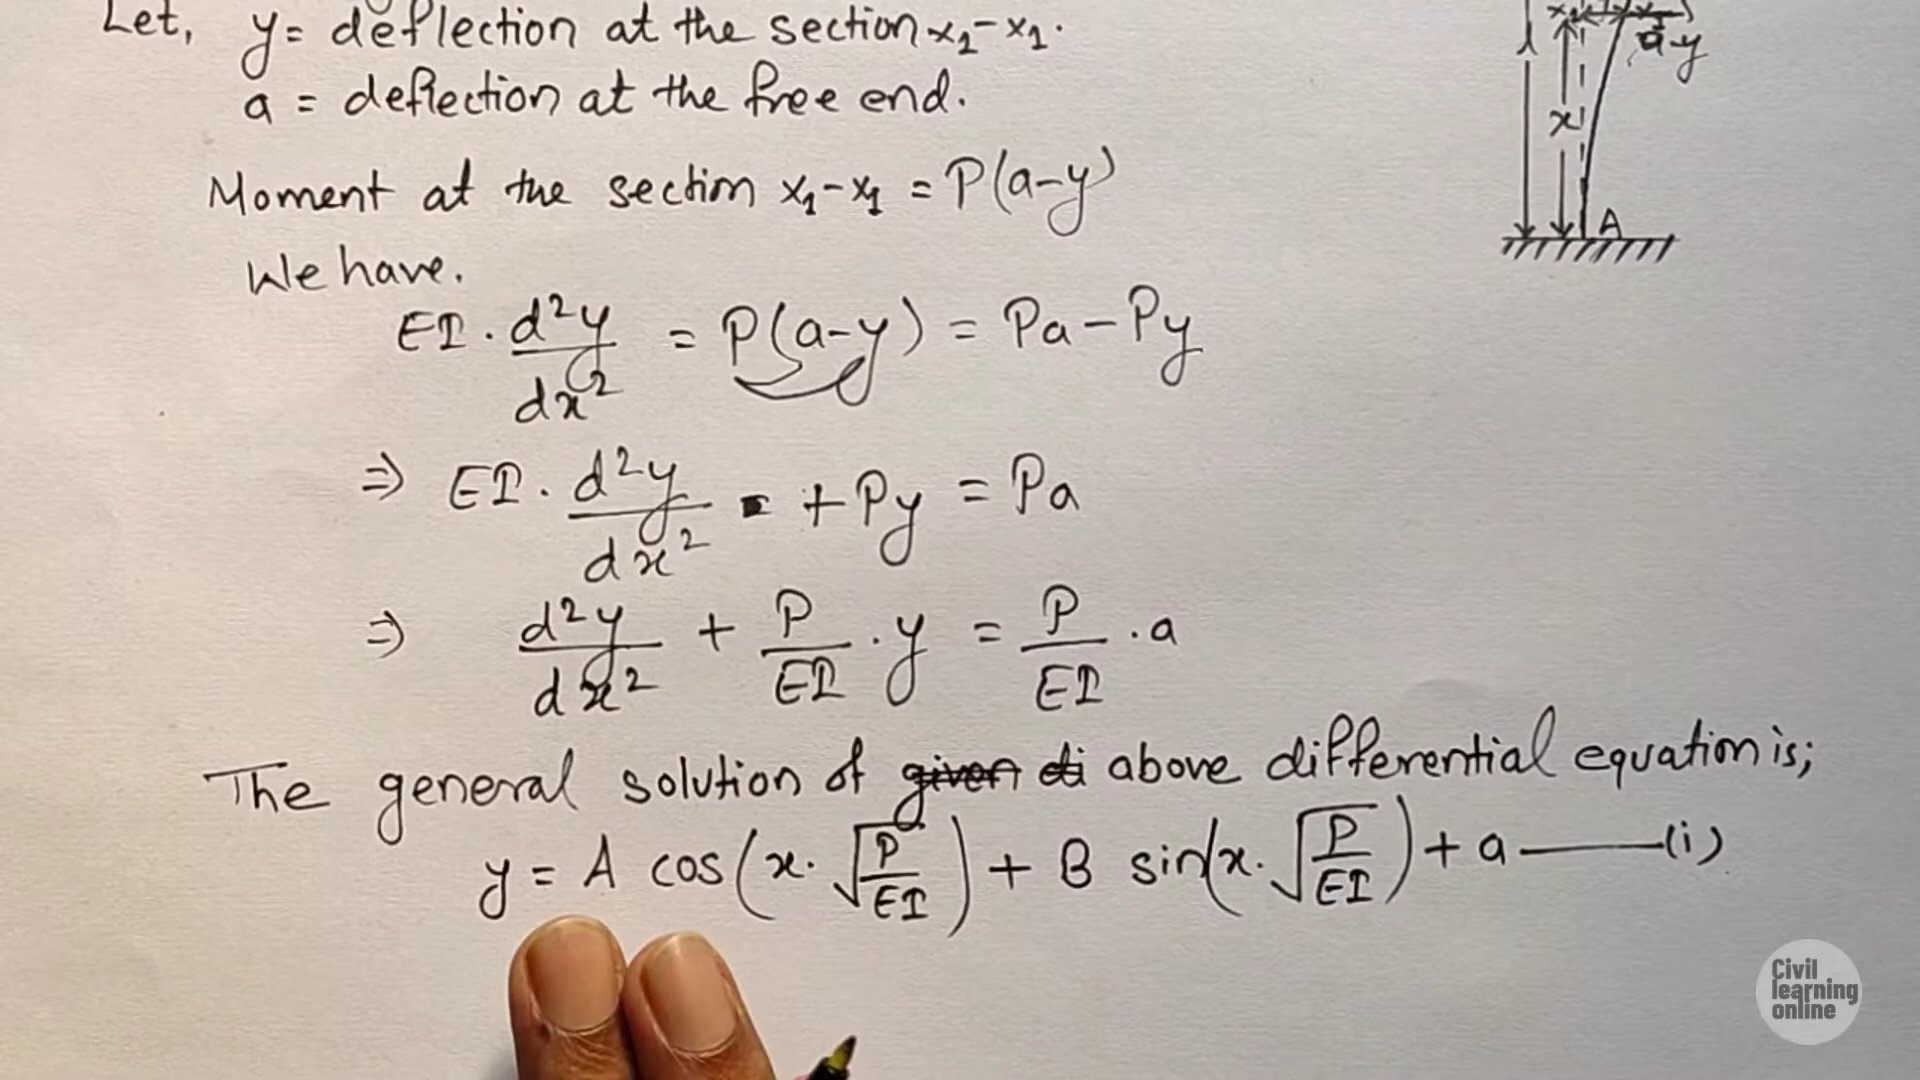 Let, y = deflection at the section x₁-x₁.
a = deflection at the free end.
Moment at the section x₁-x₁ = P(a-y)
We have.
EI · d²y/dx² = P(a-y) = Pa - Py
⇒ EI · d²y/dx² + Py = Pa
⇒ d²y/dx² + P/EI · y = P/EI · a
The general solution of given di above differential equation is;
y = A cos(x · √(P/EI)) + B sin(x · √(P/EI)) + a ——(i)
l
x
a-y
A
Civil
learning
online